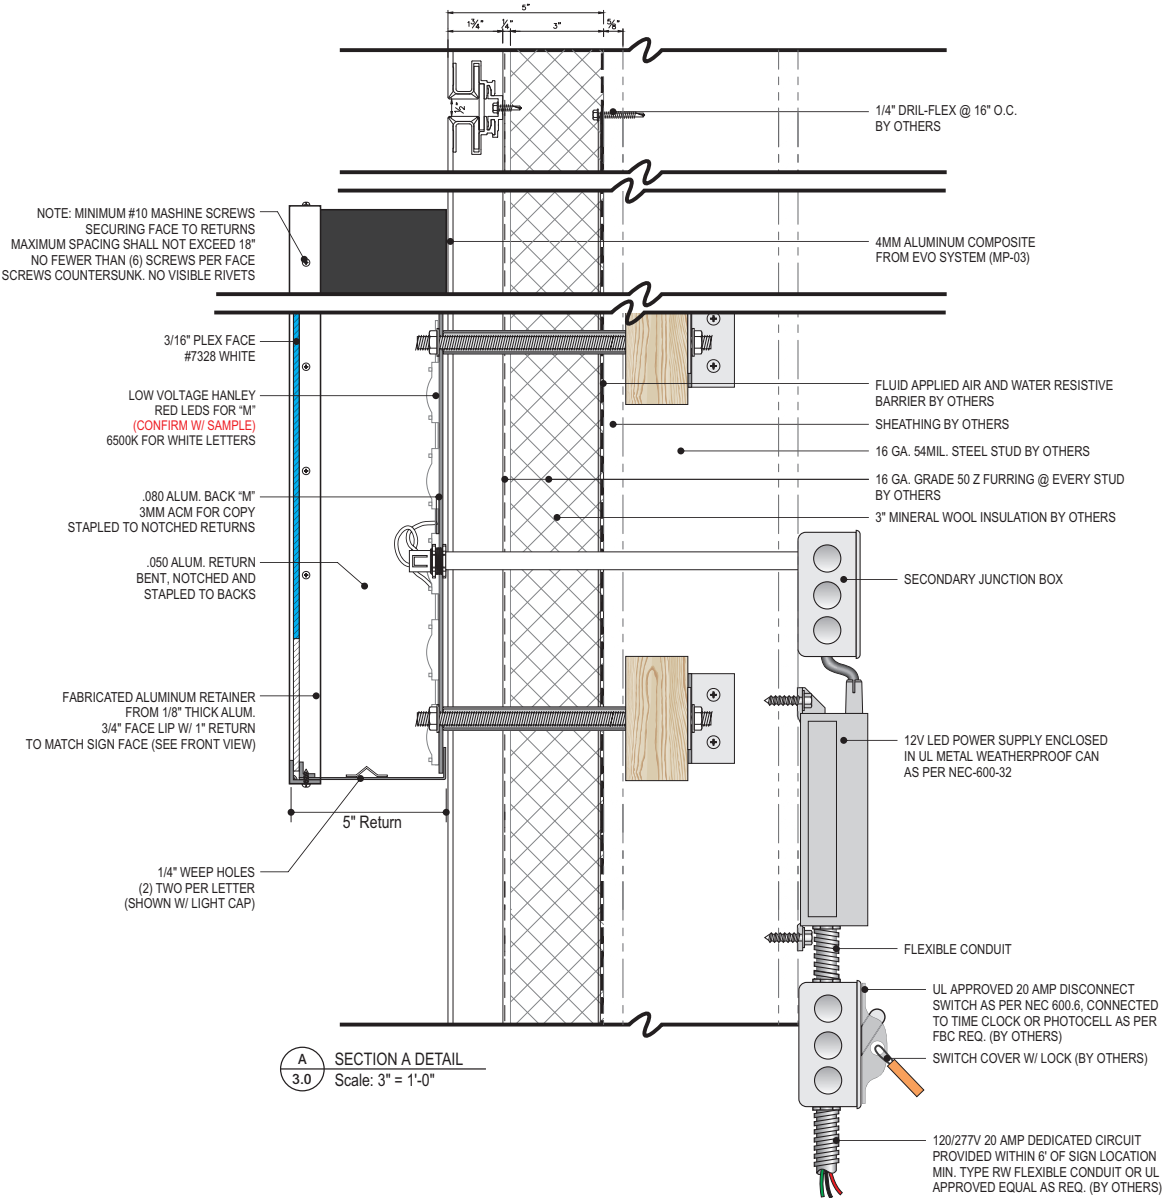 5"
1¾"
¼"
3"
⅝"
½"
1/4" DRIL-FLEX @ 16" O.C.
BY OTHERS
NOTE: MINIMUM #10 MASHINE SCREWS
SECURING FACE TO RETURNS
MAXIMUM SPACING SHALL NOT EXCEED 18"
NO FEWER THAN (6) SCREWS PER FACE
SCREWS COUNTERSUNK. NO VISIBLE RIVETS
4MM ALUMINUM COMPOSITE
FROM EVO SYSTEM (MP-03)
3/16" PLEX FACE
#7328 WHITE
LOW VOLTAGE HANLEY
RED LEDS FOR "M"
(CONFIRM W/ SAMPLE)
6500K FOR WHITE LETTERS
FLUID APPLIED AIR AND WATER RESISTIVE
BARRIER BY OTHERS
SHEATHING BY OTHERS
16 GA. 54MIL. STEEL STUD BY OTHERS
16 GA. GRADE 50 Z FURRING @ EVERY STUD
BY OTHERS
3" MINERAL WOOL INSULATION BY OTHERS
.080 ALUM. BACK "M"
3MM ACM FOR COPY
STAPLED TO NOTCHED RETURNS
.050 ALUM. RETURN
BENT, NOTCHED AND
STAPLED TO BACKS
SECONDARY JUNCTION BOX
FABRICATED ALUMINUM RETAINER
FROM 1/8" THICK ALUM.
3/4" FACE LIP W/ 1" RETURN
TO MATCH SIGN FACE (SEE FRONT VIEW)
12V LED POWER SUPPLY ENCLOSED
IN UL METAL WEATHERPROOF CAN
AS PER NEC-600-32
5" Return
1/4" WEEP HOLES
(2) TWO PER LETTER
(SHOWN W/ LIGHT CAP)
FLEXIBLE CONDUIT
UL APPROVED 20 AMP DISCONNECT
SWITCH AS PER NEC 600.6, CONNECTED
TO TIME CLOCK OR PHOTOCELL AS PER
FBC REQ. (BY OTHERS)
SWITCH COVER W/ LOCK (BY OTHERS)
A
3.0
SECTION A DETAIL
Scale: 3" = 1'-0"
120/277V 20 AMP DEDICATED CIRCUIT
PROVIDED WITHIN 6' OF SIGN LOCATION
MIN. TYPE RW FLEXIBLE CONDUIT OR UL
APPROVED EQUAL AS REQ. (BY OTHERS)